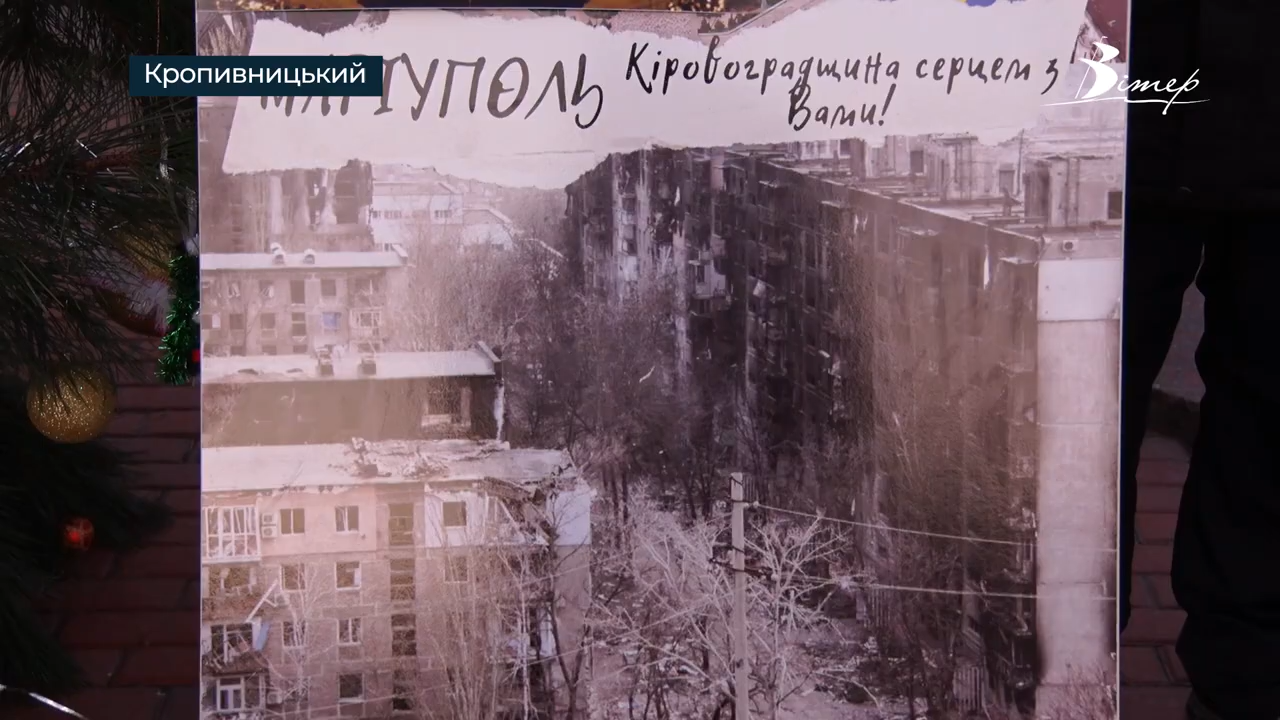 Кропивницький
МАРІУПОЛЬ
Кіровоградщина серцем з
Вами!
Вітер